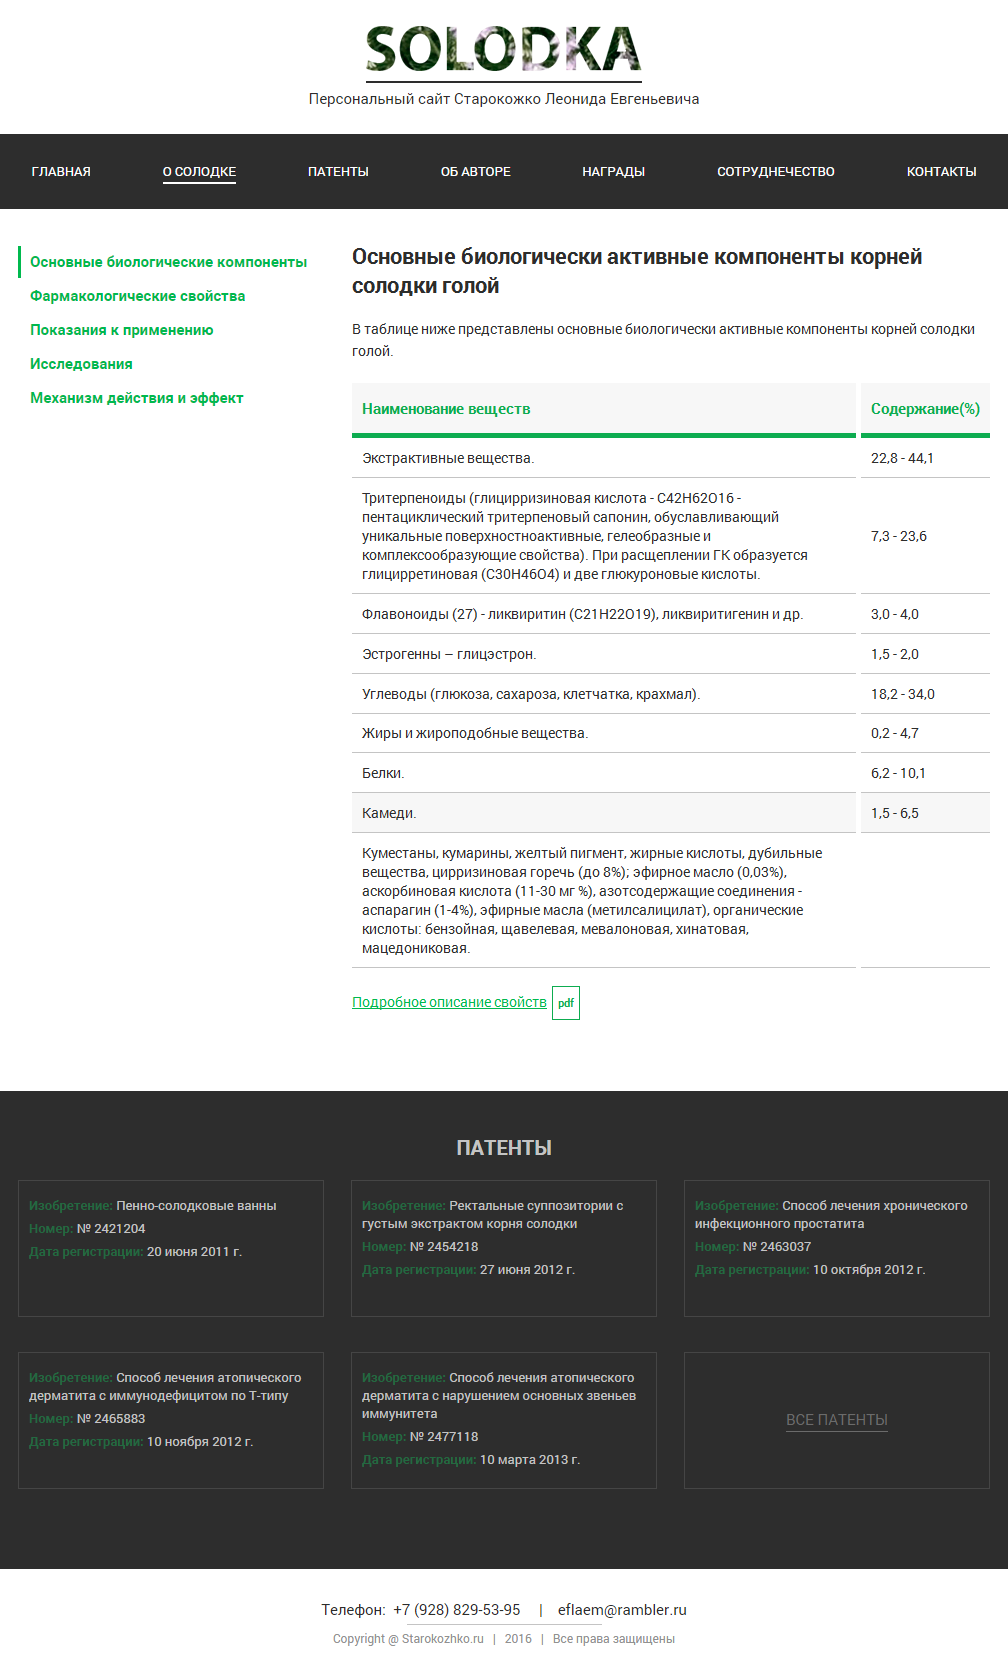 SOLODKA
Персональный сайт Старокожко Леонида Евгеньевича
ГЛАВНАЯ О СОЛОДКЕ ПАТЕНТЫ ОБ АВТОРЕ НАГРАДЫ СОТРУДНЕЧЕСТВО КОНТАКТЫ
Основные биологические компоненты
Фармакологические свойства
Показания к применению
Исследования
Механизм действия и эффект
Основные биологически активные компоненты корней
солодки голой
В таблице ниже представлены основные биологически активные компоненты корней солодки
голой.
Наименование веществ Содержание(%)
Экстрактивные вещества. 22,8 - 44,1
Тритерпеноиды (глицирризиновая кислота - C42H62O16 -
пентациклический тритерпеновый сапонин, обуславливающий
уникальные поверхностноактивные, гелеобразные и
комплексообразующие свойства). При расщеплении ГК образуется
глицирретиновая (C30H46O4) и две глюкуроновые кислоты.
7,3 - 23,6
Флавоноиды (27) - ликвиритин (C21H22O19), ликвиритигенин и др. 3,0 - 4,0
Эстрогенны – глицэстрон. 1,5 - 2,0
Углеводы (глюкоза, сахароза, клетчатка, крахмал). 18,2 - 34,0
Жиры и жироподобные вещества. 0,2 - 4,7
Белки. 6,2 - 10,1
Камеди. 1,5 - 6,5
Куместаны, кумарины, желтый пигмент, жирные кислоты, дубильные
вещества, цирризиновая горечь (до 8%); эфирное масло (0,03%),
аскорбиновая кислота (11-30 мг %), азотсодержащие соединения -
аспарагин (1-4%), эфирные масла (метилсалицилат), органические
кислоты: бензойная, щавелевая, мевалоновая, хинатовая,
мацедониковая.
Подробное описание свойств pdf
ПАТЕНТЫ
Изобретение: Пенно-солодковые ванны
Номер: № 2421204
Дата регистрации: 20 июня 2011 г.
Изобретение: Ректальные суппозитории с
густым экстрактом корня солодки
Номер: № 2454218
Дата регистрации: 27 июня 2012 г.
Изобретение: Способ лечения хронического
инфекционного простатита
Номер: № 2463037
Дата регистрации: 10 октября 2012 г.
Изобретение: Способ лечения атопического
дерматита с иммунодефицитом по Т-типу
Номер: № 2465883
Дата регистрации: 10 ноября 2012 г.
Изобретение: Способ лечения атопического
дерматита с нарушением основных звеньев
иммунитета
Номер: № 2477118
Дата регистрации: 10 марта 2013 г.
ВСЕ ПАТЕНТЫ
Телефон: +7 (928) 829-53-95 | eflaem@rambler.ru
Copyright @ Starokozhko.ru | 2016 | Все права защищены